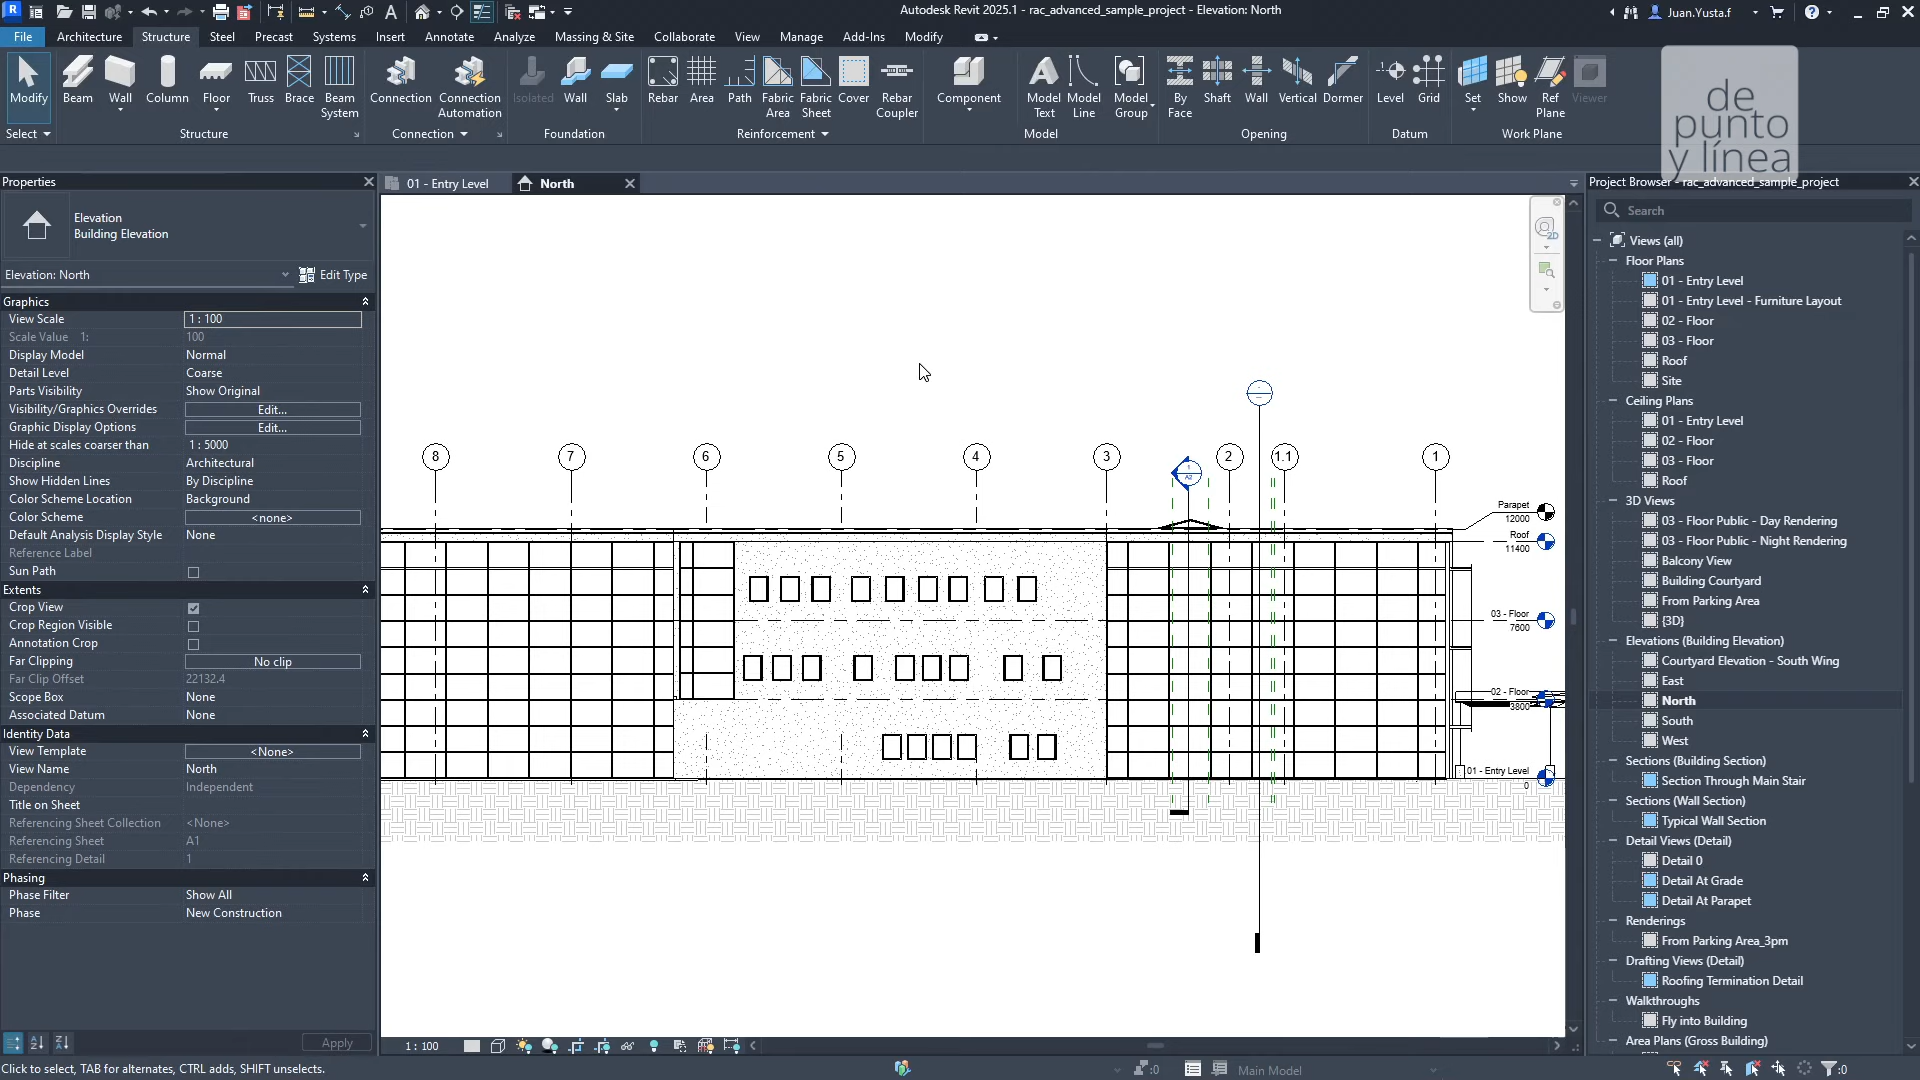 Autodesk Revit 2025.1 - rac_advanced_sample_project - Elevation: North
Juan.Yusta.f
File Architecture Structure Steel Precast Systems Insert Annotate Analyze Massing & Site Collaborate View Manage Add-Ins Modify
Modify
Beam
Wall
Column
Floor
Truss
Brace
Beam System
Connection
Connection Automation
Isolated
Wall
Slab
Rebar
Area
Path
Fabric Area
Fabric Sheet
Cover
Rebar Coupler
Component
Model Text
Model Line
Model Group
By Face
Shaft
Wall
Vertical
Dormer
Level
Grid
Set
Show
Ref Plane
Viewer
Select
Structure
Connection
Foundation
Reinforcement
Model
Opening
Datum
Work Plane
de
punto
y línea
Properties
Elevation
Building Elevation
Elevation: North
Edit Type
Graphics
View Scale 1 : 100
Scale Value 1: 100
Display Model Normal
Detail Level Coarse
Parts Visibility Show Original
Visibility/Graphics Overrides Edit...
Graphic Display Options Edit...
Hide at scales coarser than 1 : 5000
Discipline Architectural
Show Hidden Lines By Discipline
Color Scheme Location Background
Color Scheme <none>
Default Analysis Display Style None
Reference Label
Sun Path
Extents
Crop View
Crop Region Visible
Annotation Crop
Far Clipping No clip
Far Clip Offset 22132.4
Scope Box None
Associated Datum None
Identity Data
View Template <None>
View Name North
Dependency Independent
Title on Sheet
Referencing Sheet Collection <None>
Referencing Sheet A1
Referencing Detail 1
Phasing
Phase Filter Show All
Phase New Construction
Apply
01 - Entry Level
North
2D
8 7 6 5 4 3 2 1.1 1
1
A2
Parapet
12000
Roof
11400
03 - Floor
7600
02 - Floor
3800
01 - Entry Level
0
1 : 100
Project Browser - rac_advanced_sample_project
Search
Views (all)
Floor Plans
01 - Entry Level
01 - Entry Level - Furniture Layout
02 - Floor
03 - Floor
Roof
Site
Ceiling Plans
01 - Entry Level
02 - Floor
03 - Floor
Roof
3D Views
03 - Floor Public - Day Rendering
03 - Floor Public - Night Rendering
Balcony View
Building Courtyard
From Parking Area
{3D}
Elevations (Building Elevation)
Courtyard Elevation - South Wing
East
North
South
West
Sections (Building Section)
Section Through Main Stair
Sections (Wall Section)
Typical Wall Section
Detail Views (Detail)
Detail 0
Detail At Grade
Detail At Parapet
Renderings
From Parking Area_3pm
Drafting Views (Detail)
Roofing Termination Detail
Walkthroughs
Fly into Building
Area Plans (Gross Building)
Click to select, TAB for alternates, CTRL adds, SHIFT unselects.
:0
Main Model
:0